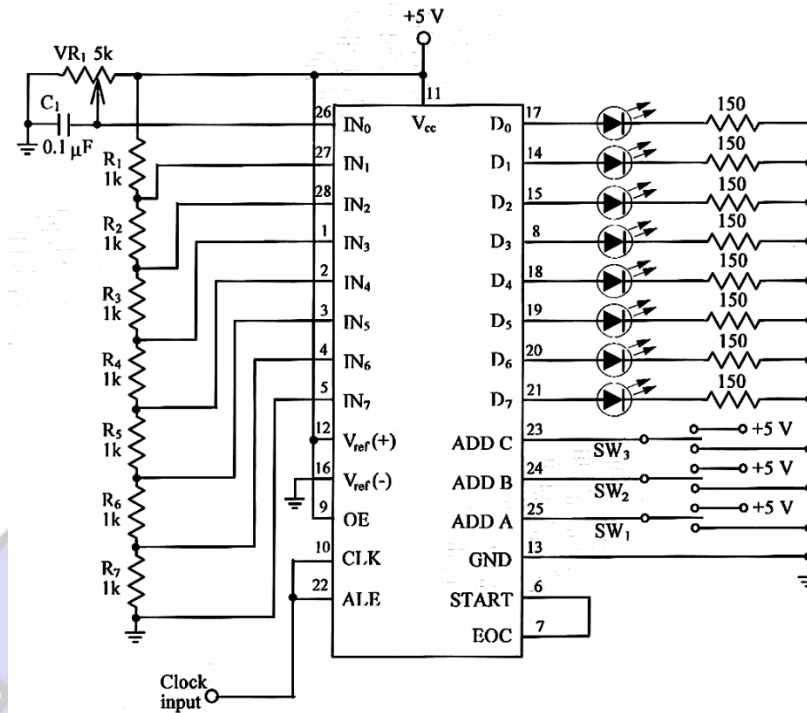 +5 V
VR₁ 5k
C₁
0.1 μF
R₁
1k
R₂
1k
R₃
1k
R₄
1k
R₅
1k
R₆
1k
R₇
1k
11
V_cc
26 IN₀
27 IN₁
28 IN₂
1 IN₃
2 IN₄
3 IN₅
4 IN₆
5 IN₇
12 V_ref(+)
16 V_ref(-)
9 OE
10 CLK
22 ALE
Clock
input
D₀ 17 150
D₁ 14 150
D₂ 15 150
D₃ 8 150
D₄ 18 150
D₅ 19 150
D₆ 20 150
D₇ 21 150
ADD C 23 SW₃ +5 V
ADD B 24 SW₂ +5 V
ADD A 25 SW₁ +5 V
GND 13
START 6
EOC 7